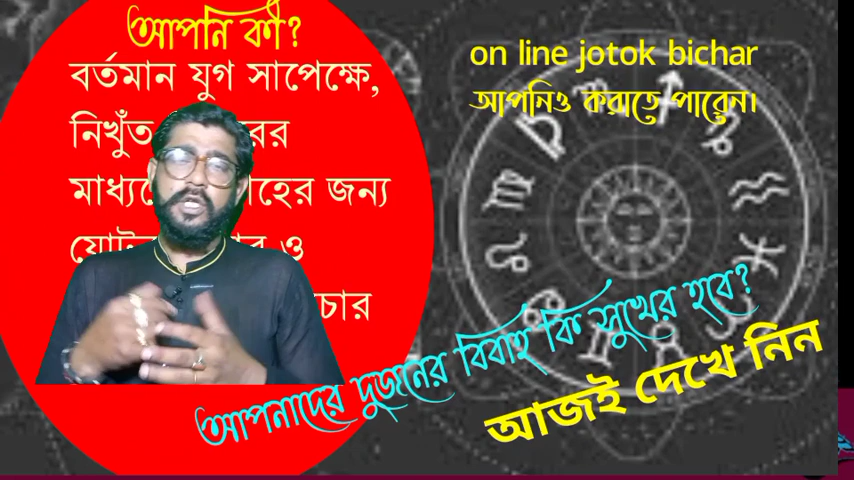 আপনি কী?
বর্তমান যুগ সাপেক্ষে,
নিখুঁত
জন্য
ও
on line jotok bichar
আপনিও করাতে পারেন।
আপনাদের দুজনের বিবাহ কি সুখের হবে?
আজই দেখে নিন